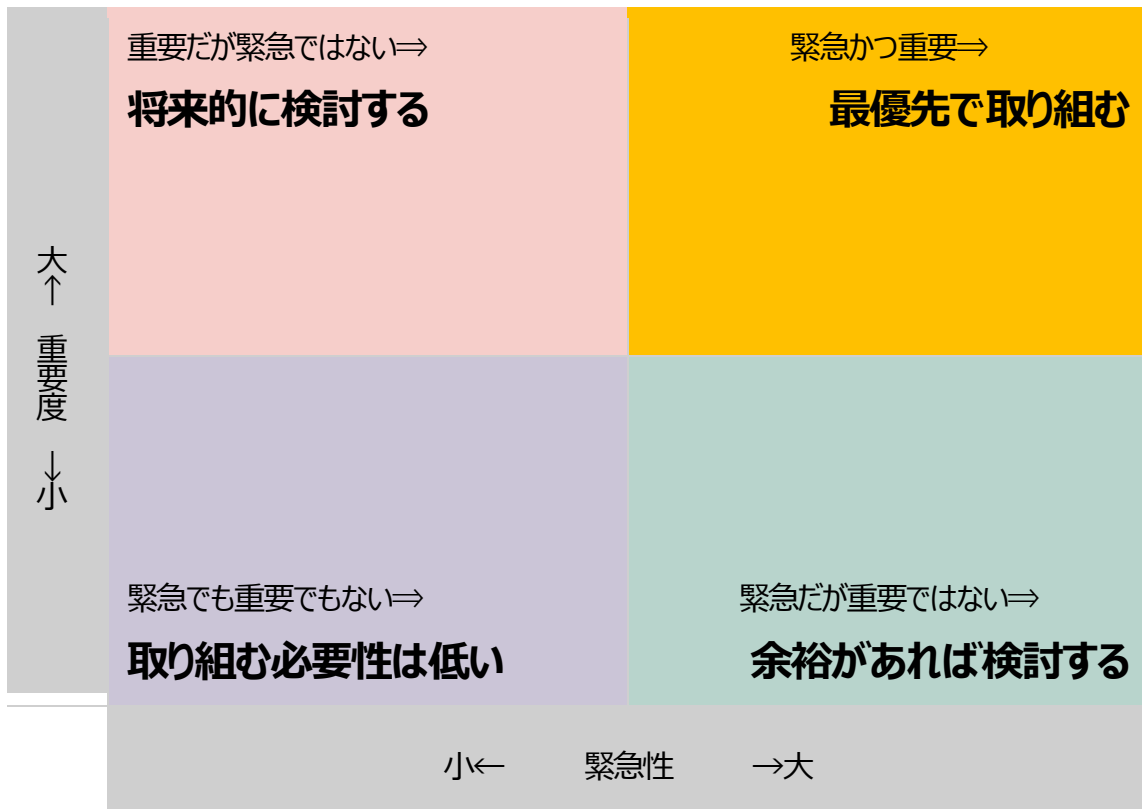 重要だが緊急ではない⇒
将来的に検討する
緊急かつ重要⇒
最優先で取り組む
大← 重要度 →小
緊急でも重要でもない⇒
取り組む必要性は低い
緊急だが重要ではない⇒
余裕があれば検討する
小← 緊急性 →大